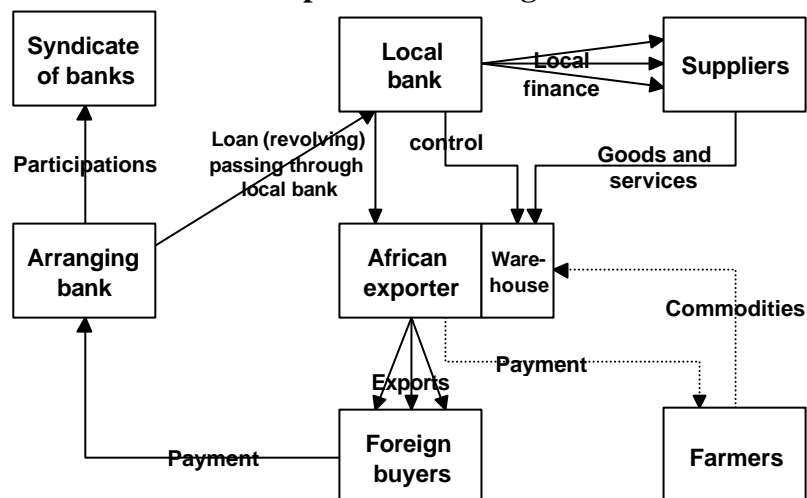 Syndicate
of banks
Local
bank
Local
finance
Suppliers
Participations
Loan (revolving)
passing through
local bank
control
Goods and
services
Arranging
bank
African
exporter
Ware-
house
Commodities
Exports
Payment
Payment
Foreign
buyers
Farmers